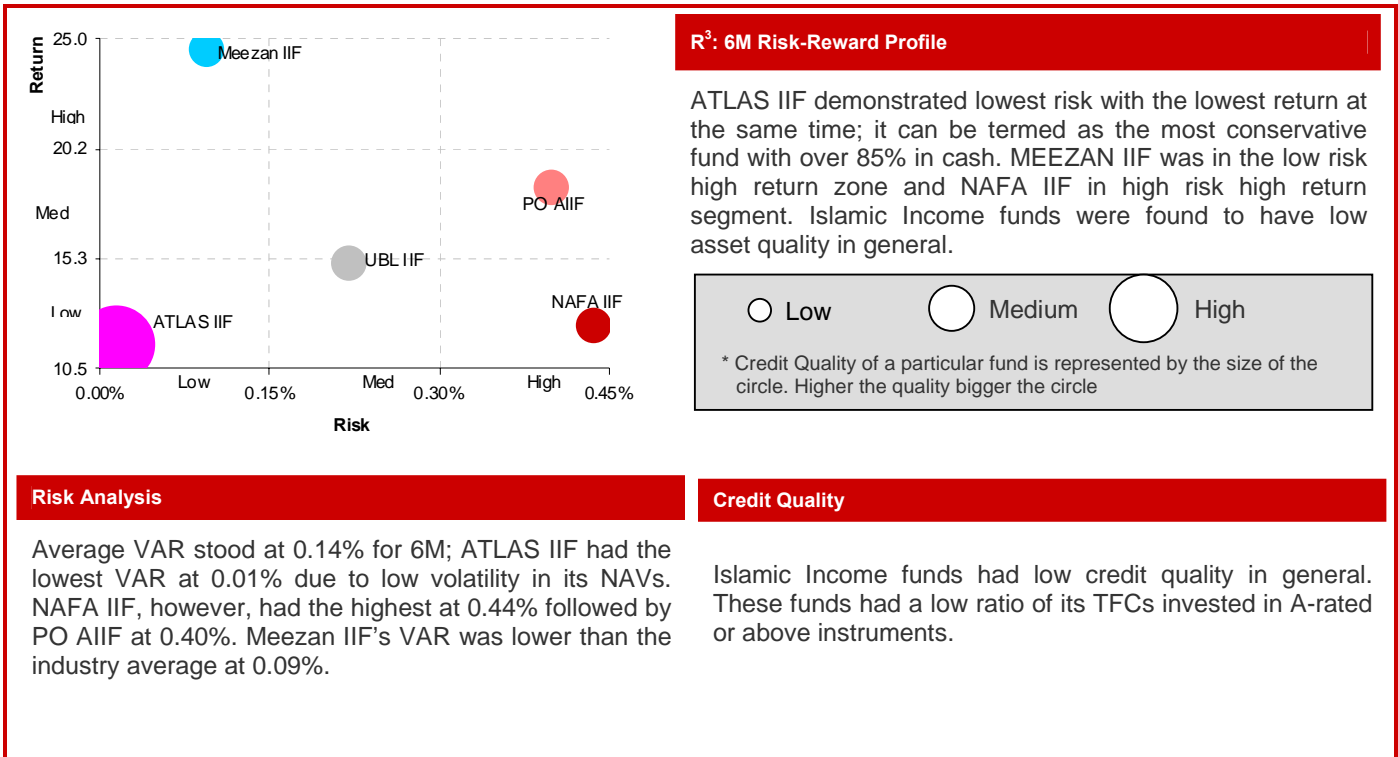 Return
25.0
High
20.2
Med
15.3
Low
10.5
Meezan IIF
PO AIIF
UBL IIF
NAFA IIF
ATLAS IIF
Low
Med
High
0.00%
0.15%
0.30%
0.45%
Risk
R³: 6M Risk-Reward Profile
ATLAS IIF demonstrated lowest risk with the lowest return at
the same time; it can be termed as the most conservative
fund with over 85% in cash. MEEZAN IIF was in the low risk
high return zone and NAFA IIF in high risk high return
segment. Islamic Income funds were found to have low
asset quality in general.
Low
Medium
High
* Credit Quality of a particular fund is represented by the size of the
circle. Higher the quality bigger the circle
Risk Analysis
Average VAR stood at 0.14% for 6M; ATLAS IIF had the
lowest VAR at 0.01% due to low volatility in its NAVs.
NAFA IIF, however, had the highest at 0.44% followed by
PO AIIF at 0.40%. Meezan IIF's VAR was lower than the
industry average at 0.09%.
Credit Quality
Islamic Income funds had low credit quality in general.
These funds had a low ratio of its TFCs invested in A-rated
or above instruments.